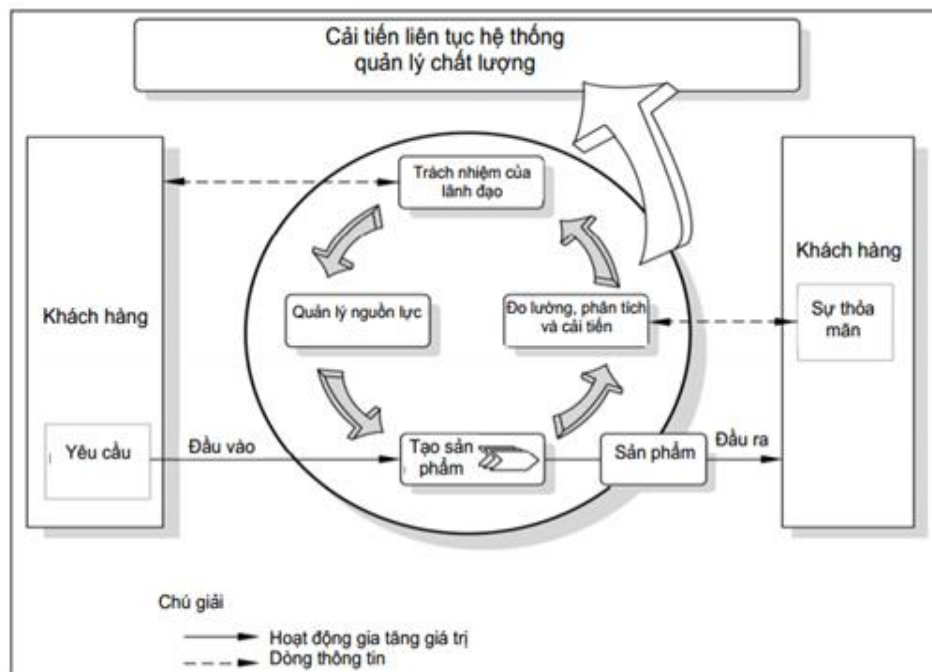 Cải tiến liên tục hệ thống
quản lý chất lượng
Trách nhiệm của
lãnh đạo
Khách hàng
Khách hàng
Quản lý nguồn lực
Đo lường, phân tích
và cải tiến
Sự thỏa
mãn
Yêu cầu
Đầu vào
Tạo sản
phẩm
Sản phẩm
Đầu ra
Chú giải
Hoạt động gia tăng giá trị
Dòng thông tin